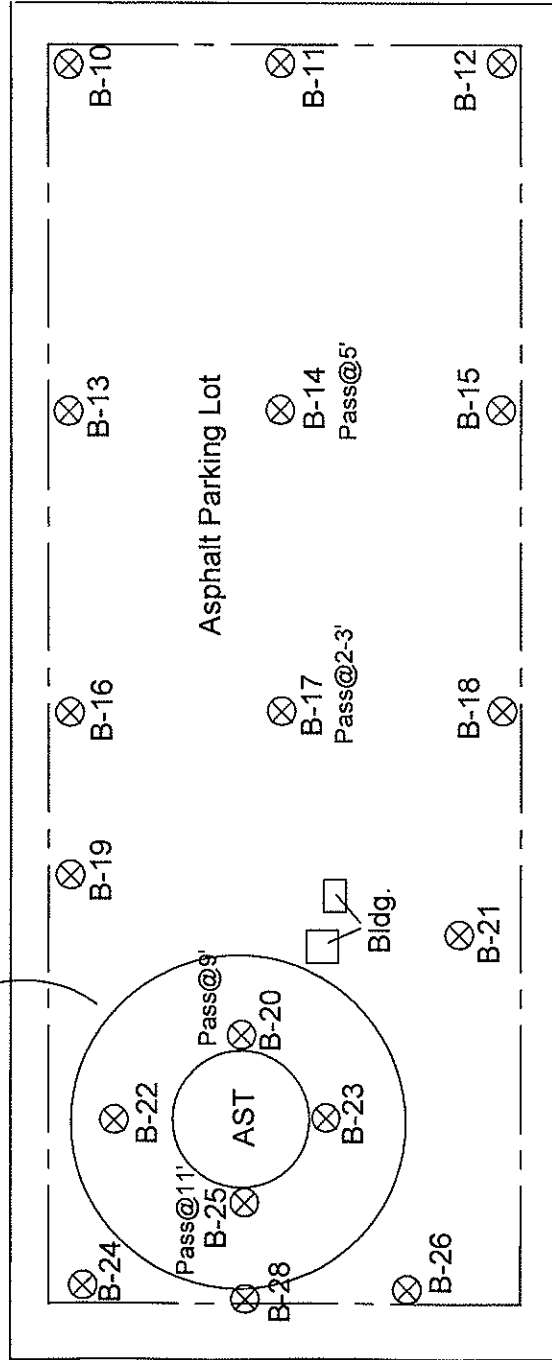 B-24
B-22
B-19
B-16
B-13
B-10
Pass@11'
B-25
B-28
AST
Pass@9'
B-20
B-23
Asphalt Parking Lot
B-17
Pass@2-3'
B-14
Pass@5'
B-11
B-26
Bldg.
B-21
B-18
B-15
B-12